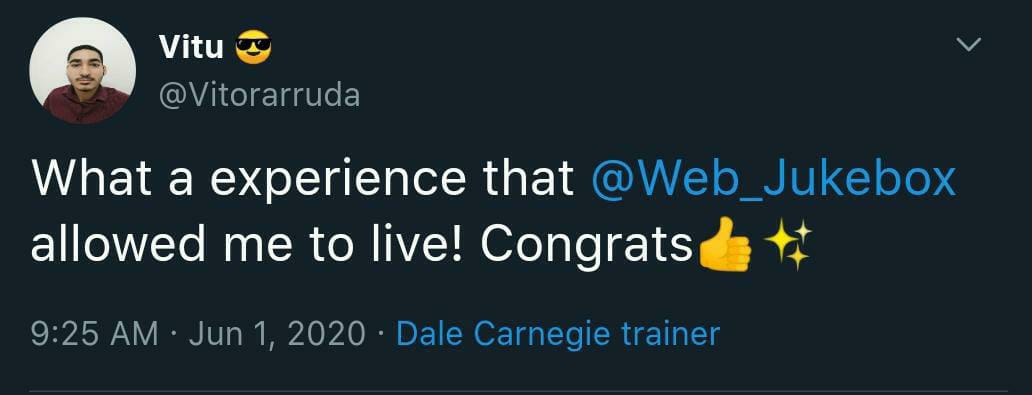 Vitu 😎
@Vitorarruda
What a experience that @Web_Jukebox
allowed me to live! Congrats👍✨
9:25 AM · Jun 1, 2020 · Dale Carnegie trainer